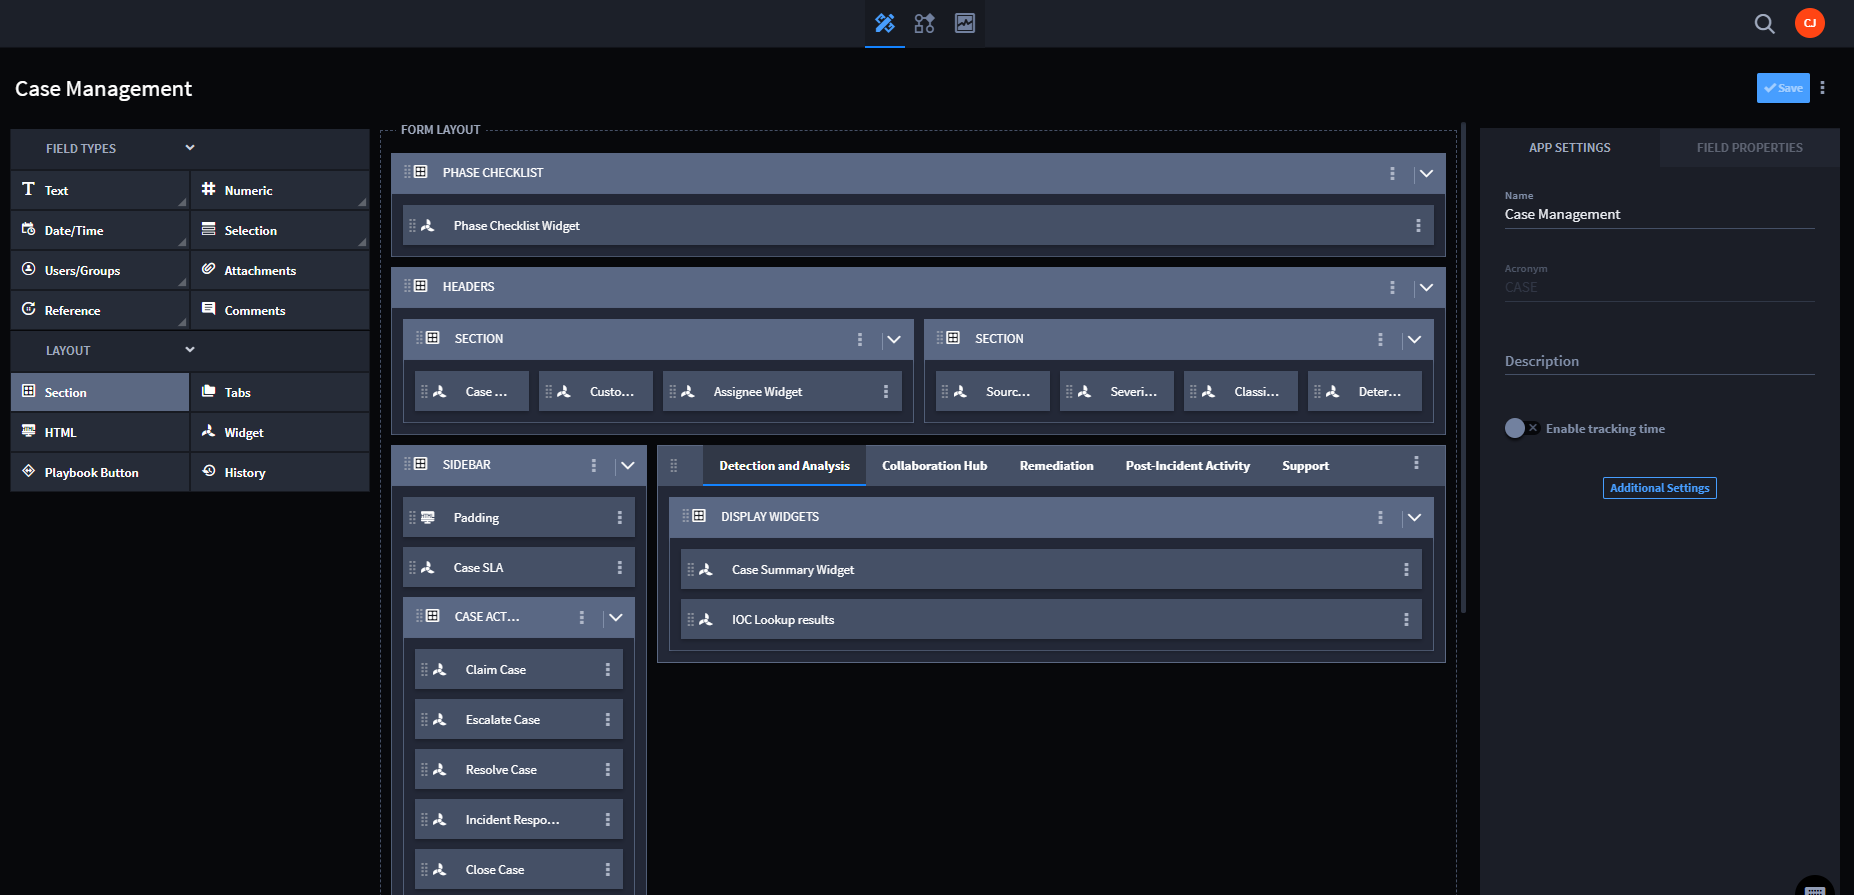 CJ
Case Management
Save
FIELD TYPES
Text
Numeric
Date/Time
Selection
Users/Groups
Attachments
Reference
Comments
LAYOUT
Section
Tabs
HTML
Widget
Playbook Button
History
FORM LAYOUT
PHASE CHECKLIST
Phase Checklist Widget
HEADERS
SECTION
Case ...
Custo...
Assignee Widget
SECTION
Sourc...
Severi...
Classi...
Deter...
SIDEBAR
Padding
Case SLA
CASE ACT...
Claim Case
Escalate Case
Resolve Case
Incident Respo...
Close Case
Detection and Analysis
Collaboration Hub
Remediation
Post-Incident Activity
Support
DISPLAY WIDGETS
Case Summary Widget
IOC Lookup results
APP SETTINGS
FIELD PROPERTIES
Name
Case Management
Acronym
CASE
Description
Enable tracking time
Additional Settings